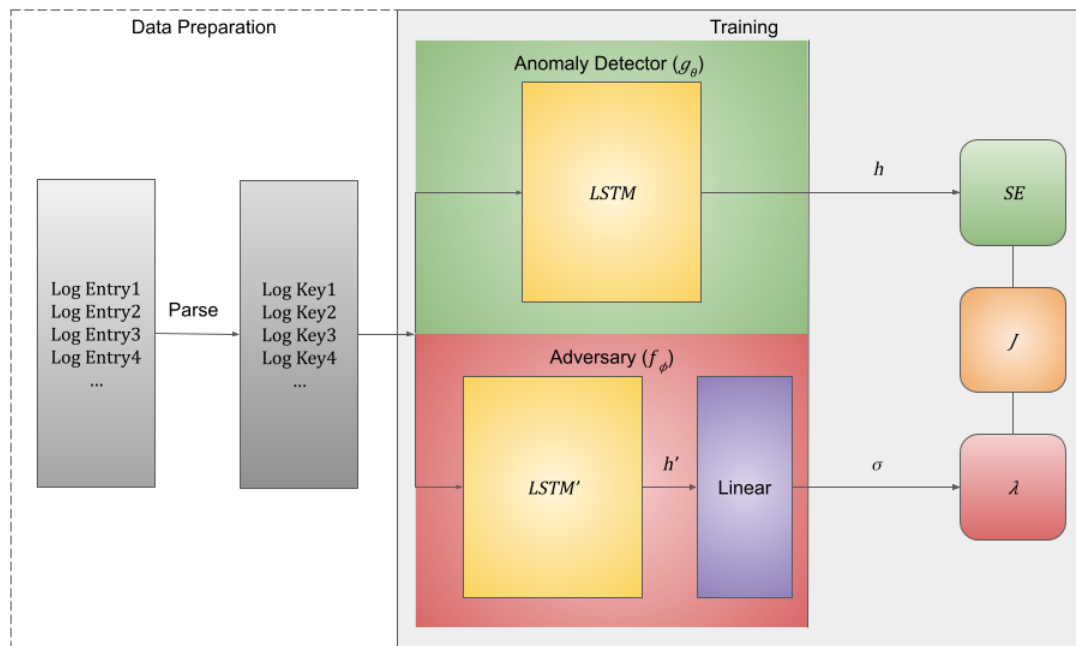 Data Preparation
Training
Anomaly Detector (gθ)
LSTM
h
SE
Log Entry1
Log Entry2
Log Entry3
Log Entry4
...
Parse
Log Key1
Log Key2
Log Key3
Log Key4
...
J
Adversary (fϕ)
LSTM'
h'
Linear
σ
λ